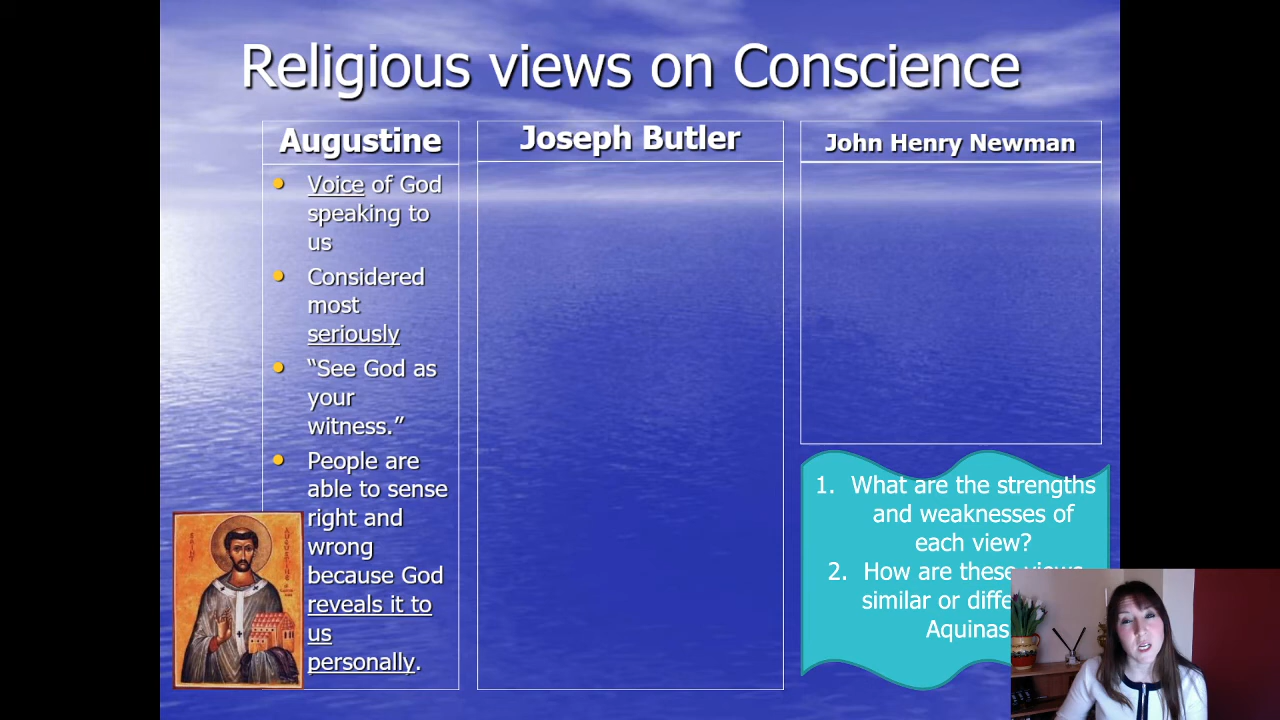 Religious views on Conscience
Augustine
Voice of God
speaking to
us
Considered
most
seriously
“See God as
your
witness.”
People are
able to sense
right and
wrong
because God
reveals it to
us
personally.
Joseph Butler
John Henry Newman
1. What are the strengths
and weaknesses of
each view?
2. How are these views
similar or
Aquinas